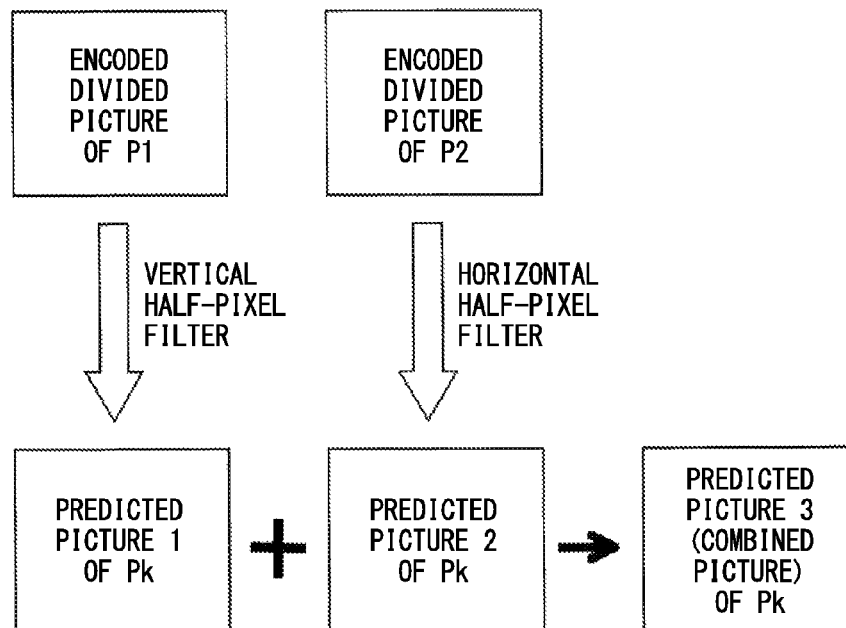 ENCODED
DIVIDED
PICTURE
OF P1
ENCODED
DIVIDED
PICTURE
OF P2
VERTICAL
HALF-PIXEL
FILTER
HORIZONTAL
HALF-PIXEL
FILTER
PREDICTED
PICTURE 1
OF Pk
+
PREDICTED
PICTURE 2
OF Pk
PREDICTED
PICTURE 3
(COMBINED
PICTURE)
OF Pk